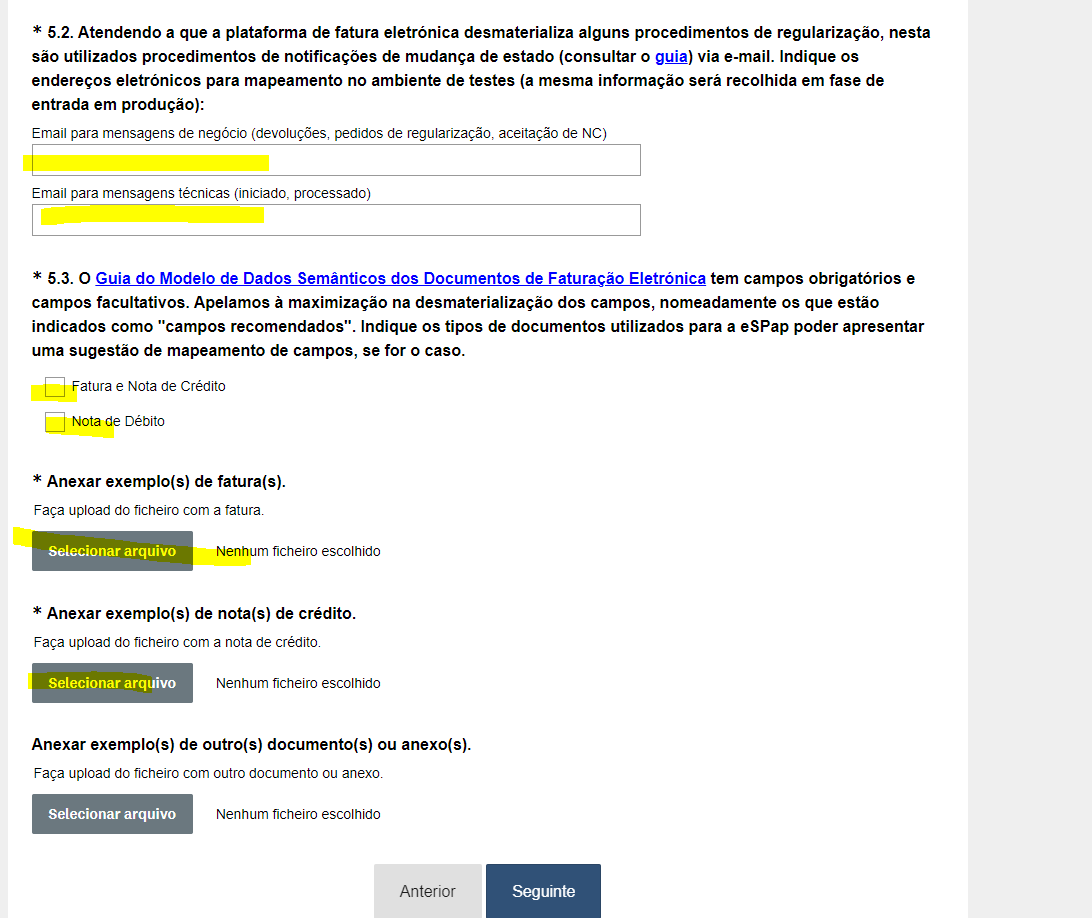 * 5.2. Atendendo a que a plataforma de fatura eletrónica desmaterializa alguns procedimentos de regularização, nesta
são utilizados procedimentos de notificações de mudança de estado (consultar o guia) via e-mail. Indique os
endereços eletrónicos para mapeamento no ambiente de testes (a mesma informação será recolhida em fase de
entrada em produção):
Email para mensagens de negócio (devoluções, pedidos de regularização, aceitação de NC)
Email para mensagens técnicas (iniciado, processado)
* 5.3. O Guia do Modelo de Dados Semânticos dos Documentos de Faturação Eletrónica tem campos obrigatórios e
campos facultativos. Apelamos à maximização na desmaterialização dos campos, nomeadamente os que estão
indicados como "campos recomendados". Indique os tipos de documentos utilizados para a eSPap poder apresentar
uma sugestão de mapeamento de campos, se for o caso.
Fatura e Nota de Crédito
Nota de Débito
* Anexar exemplo(s) de fatura(s).
Faça upload do ficheiro com a fatura.
Selecionar arquivo Nenhum ficheiro escolhido
* Anexar exemplo(s) de nota(s) de crédito.
Faça upload do ficheiro com a nota de crédito.
Selecionar arquivo Nenhum ficheiro escolhido
Anexar exemplo(s) de outro(s) documento(s) ou anexo(s).
Faça upload do ficheiro com outro documento ou anexo.
Selecionar arquivo Nenhum ficheiro escolhido
Anterior Seguinte